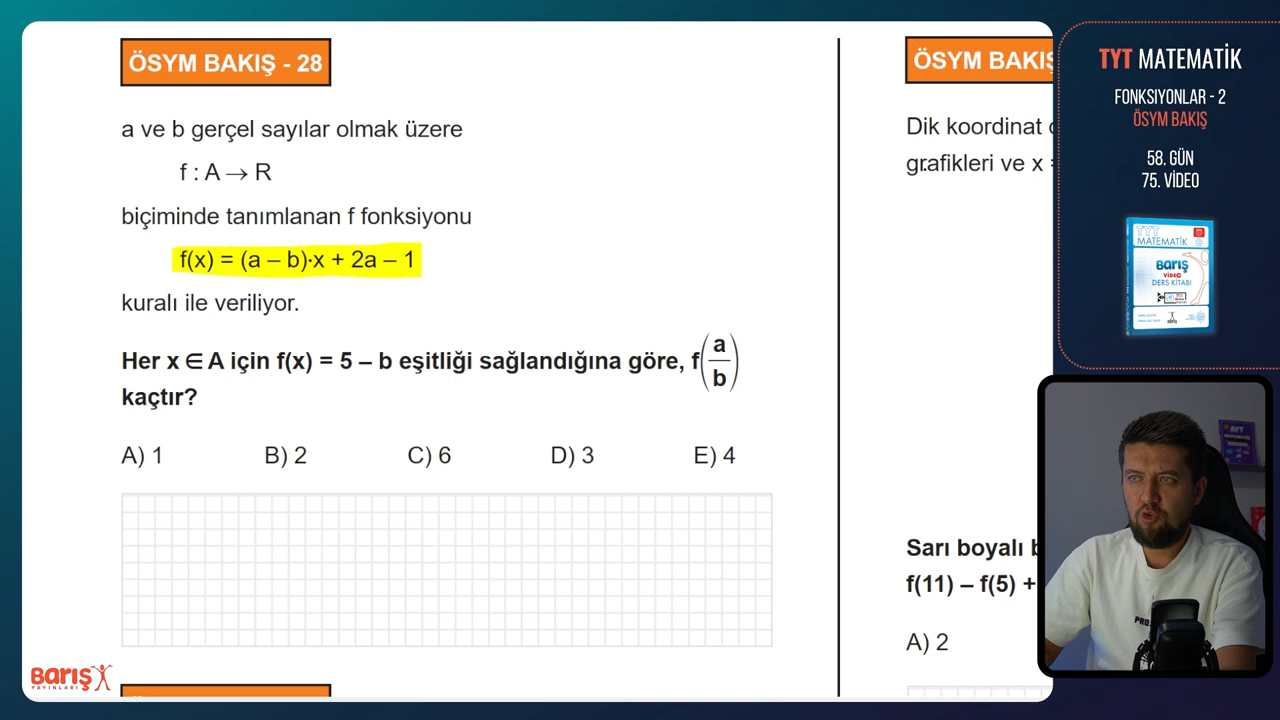 ÖSYM BAKIŞ - 28
a ve b gerçel sayılar olmak üzere
f : A → R
biçiminde tanımlanan f fonksiyonu
f(x) = (a – b)·x + 2a – 1
kuralı ile veriliyor.
Her x ∈ A için f(x) = 5 – b eşitliği sağlandığına göre, f(a/b)
kaçtır?
A) 1 B) 2 C) 6 D) 3 E) 4
BARIŞ
YAYINLARI
ÖSYM BAKIŞ
Dik koordinat
grafikleri ve x
Sarı boyalı
f(11) – f(5) +
A) 2
TYT MATEMATİK
FONKSIYONLAR - 2
ÖSYM BAKIŞ
58. GÜN
75. VİDEO
TYT
MATEMATİK
BARIŞ
VİDEO
DERS KİTABI